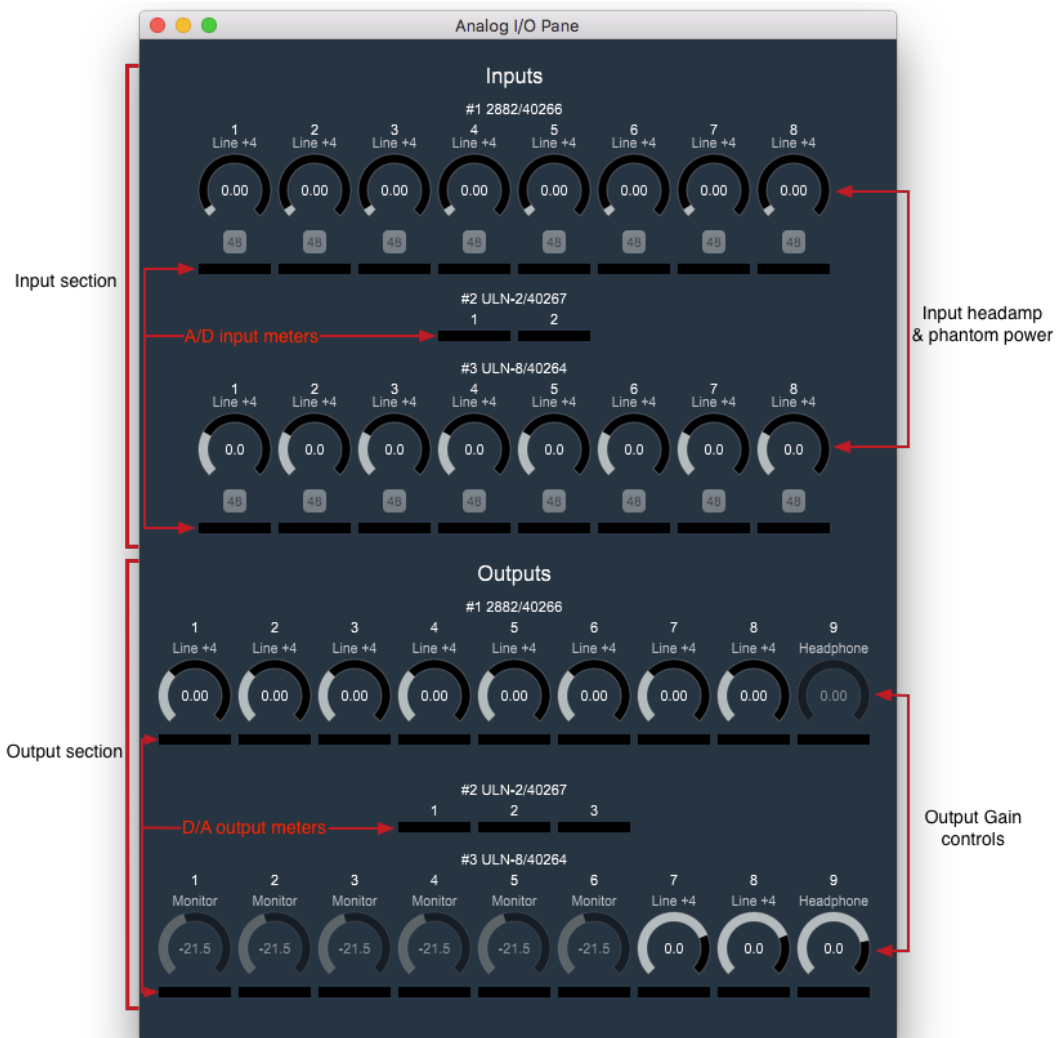 Analog I/O Pane
Inputs
#1 2882/40266
1 2 3 4 5 6 7 8
Line +4 Line +4 Line +4 Line +4 Line +4 Line +4 Line +4 Line +4
0.00 0.00 0.00 0.00 0.00 0.00 0.00 0.00
48 48 48 48 48 48 48 48
Input section
#2 ULN-2/40267
1 2
A/D input meters
Input headamp
& phantom power
#3 ULN-8/40264
1 2 3 4 5 6 7 8
Line +4 Line +4 Line +4 Line +4 Line +4 Line +4 Line +4 Line +4
0.0 0.0 0.0 0.0 0.0 0.0 0.0 0.0
48 48 48 48 48 48 48 48
Outputs
#1 2882/40266
1 2 3 4 5 6 7 8 9
Line +4 Line +4 Line +4 Line +4 Line +4 Line +4 Line +4 Line +4 Headphone
0.00 0.00 0.00 0.00 0.00 0.00 0.00 0.00 0.00
Output section
#2 ULN-2/40267
1 2 3
D/A output meters
Output Gain
controls
#3 ULN-8/40264
1 2 3 4 5 6 7 8 9
Monitor Monitor Monitor Monitor Monitor Monitor Line +4 Line +4 Headphone
-21.5 -21.5 -21.5 -21.5 -21.5 -21.5 0.0 0.0 0.0